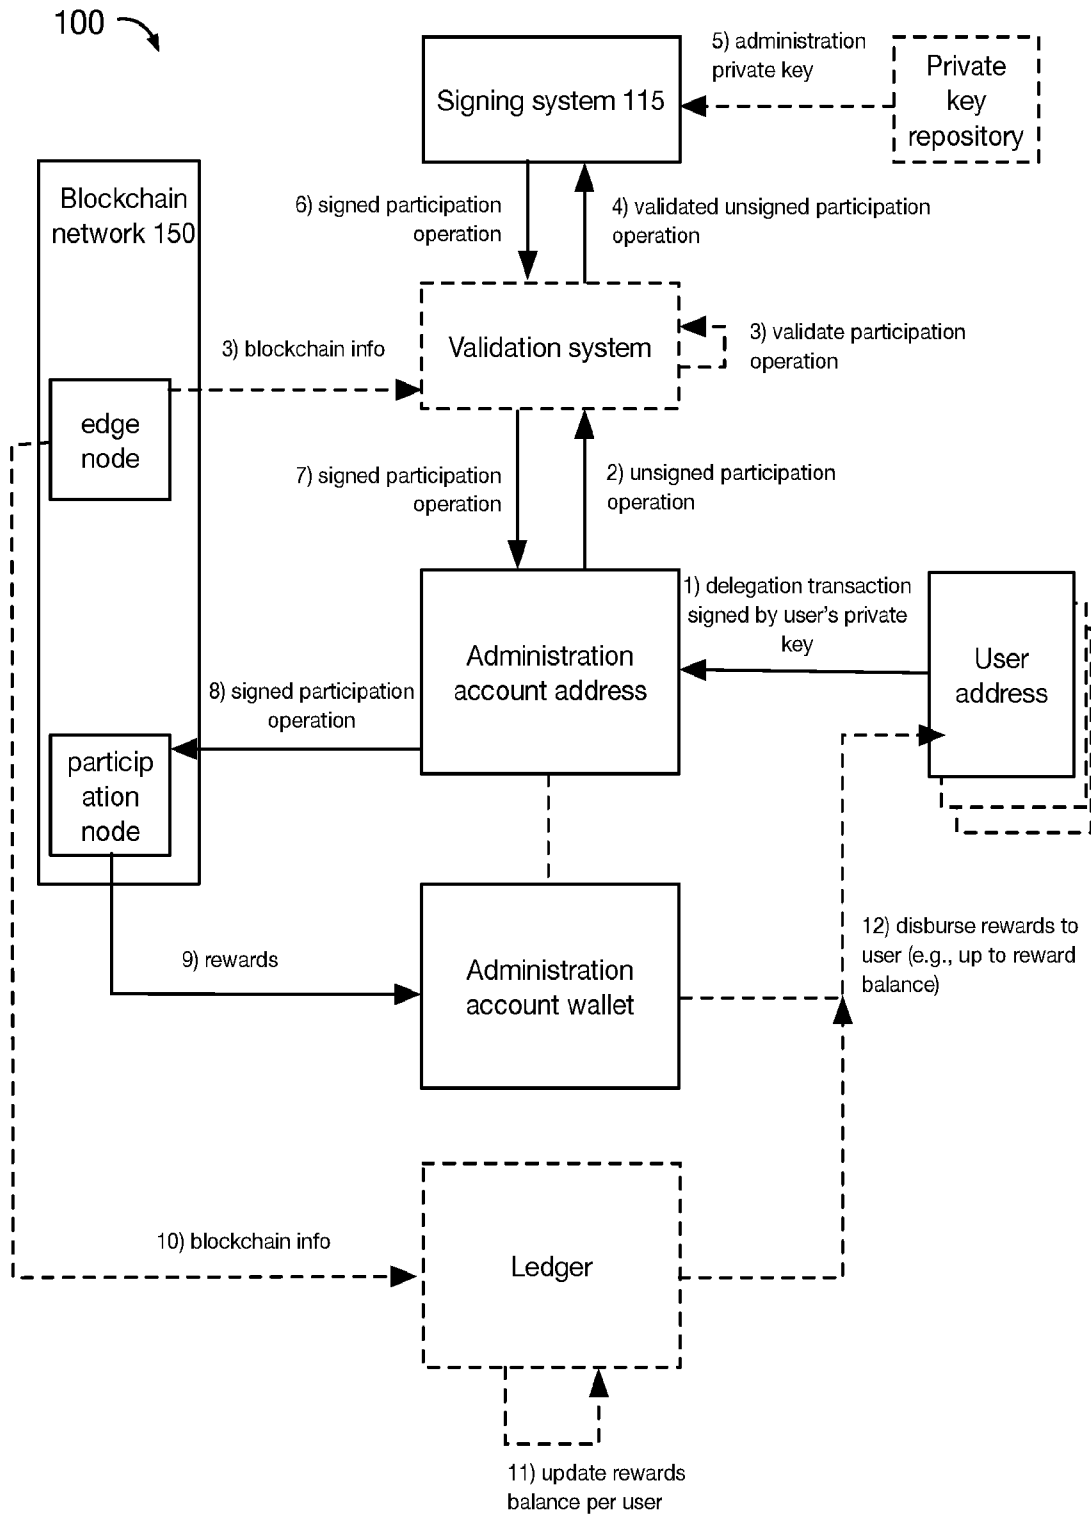 100
5) administration
private key
Signing system 115
Private
key
repository
Blockchain
network 150
6) signed participation
operation
4) validated unsigned participation
operation
3) blockchain info
Validation system
3) validate participation
operation
edge
node
7) signed participation
operation
2) unsigned participation
operation
1) delegation transaction
signed by user's private
key
Administration
account address
User
address
8) signed participation
operation
particip
ation
node
9) rewards
Administration
account wallet
12) disburse rewards to
user (e.g., up to reward
balance)
10) blockchain info
Ledger
11) update rewards
balance per user